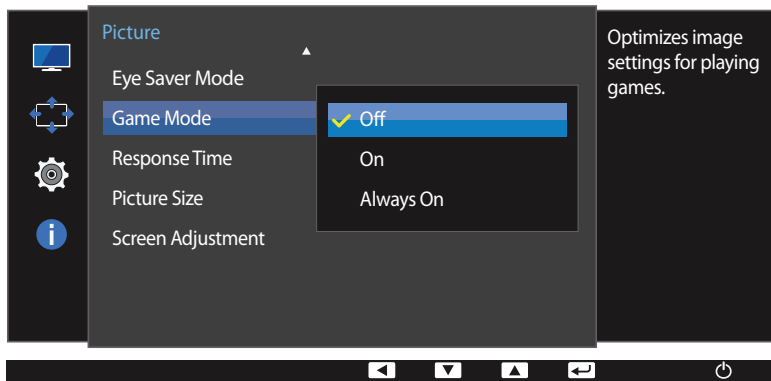 Picture
Eye Saver Mode
Game Mode
Response Time
Picture Size
Screen Adjustment
Off
On
Always On
Optimizes image
settings for playing
games.